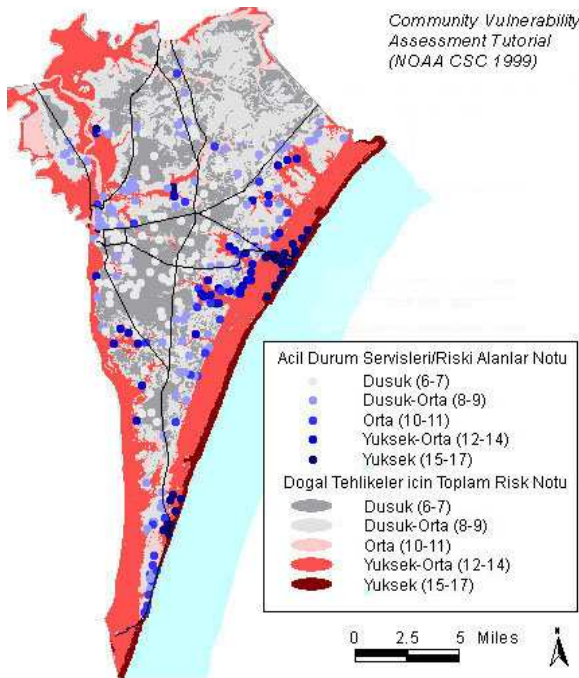 Community Vulnerability
Assessment Tutorial
(NOAA CSC 1999)
Acil Durum Servisleri/Riski Alanlar Notu
Dusuk (6-7)
Dusuk-Orta (8-9)
Orta (10-11)
Yuksek-Orta (12-14)
Yuksek (15-17)
Dogal Tehlikeler icin Toplam Risk Notu
Dusuk (6-7)
Dusuk-Orta (8-9)
Orta (10-11)
Yuksek-Orta (12-14)
Yuksek (15-17)
0 2.5 5 Miles
N